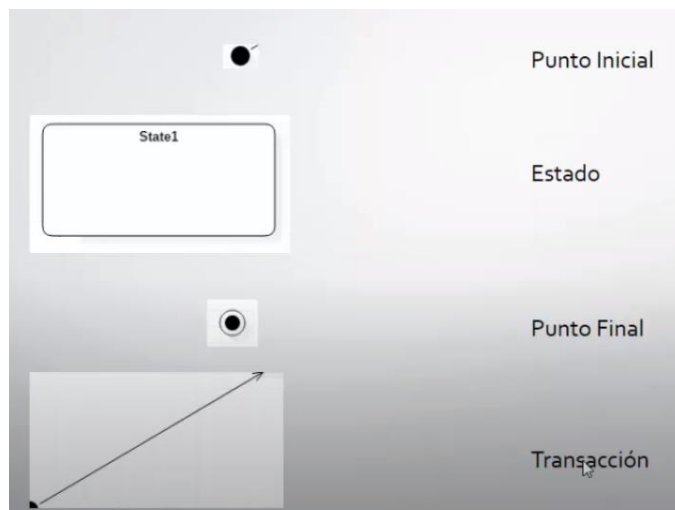 Punto Inicial
State1
Estado
Punto Final
Transacción